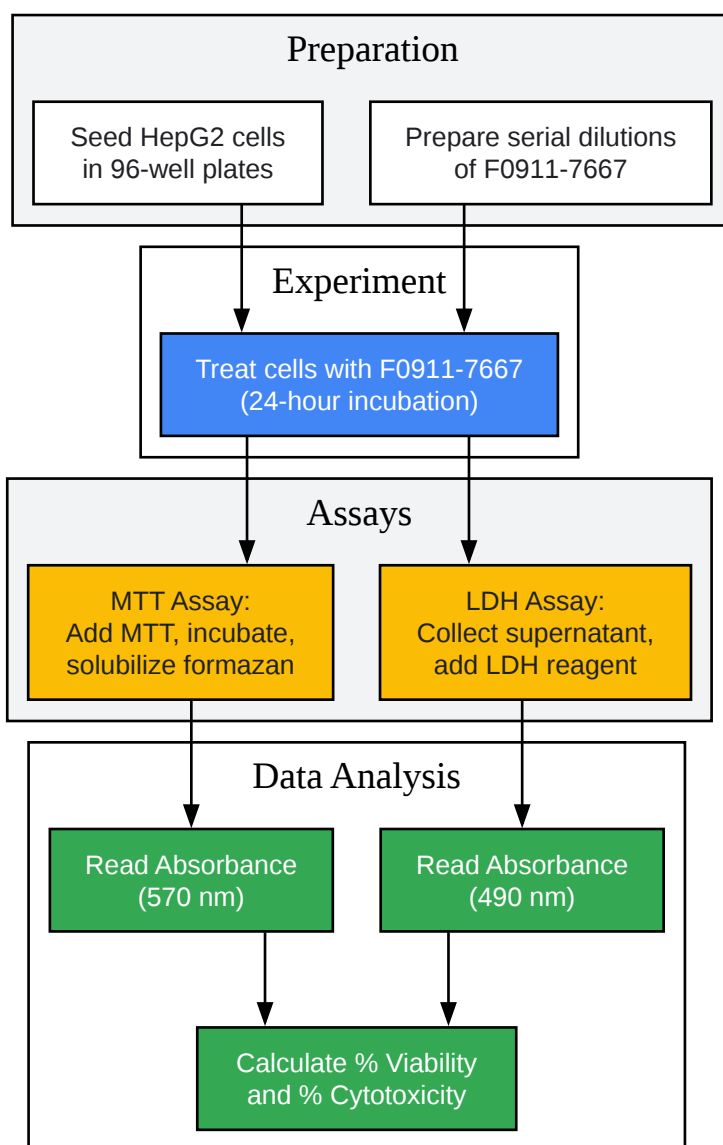 Preparation
Seed HepG2 cells
in 96-well plates
Prepare serial dilutions
of F0911-7667
Experiment
Treat cells with F0911-7667
(24-hour incubation)
Assays
MTT Assay:
Add MTT, incubate,
solubilize formazan
LDH Assay:
Collect supernatant,
add LDH reagent
Data Analysis
Read Absorbance
(570 nm)
Read Absorbance
(490 nm)
Calculate % Viability
and % Cytotoxicity